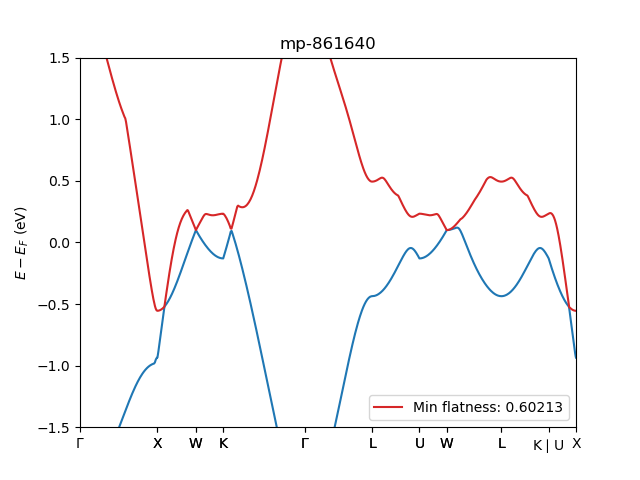 mp-861640
1.5
1.0
0.5
0.0
−0.5
−1.0
−1.5
E − E_F (eV)
Min flatness: 0.60213
Γ X W K Γ L U W L K | U X